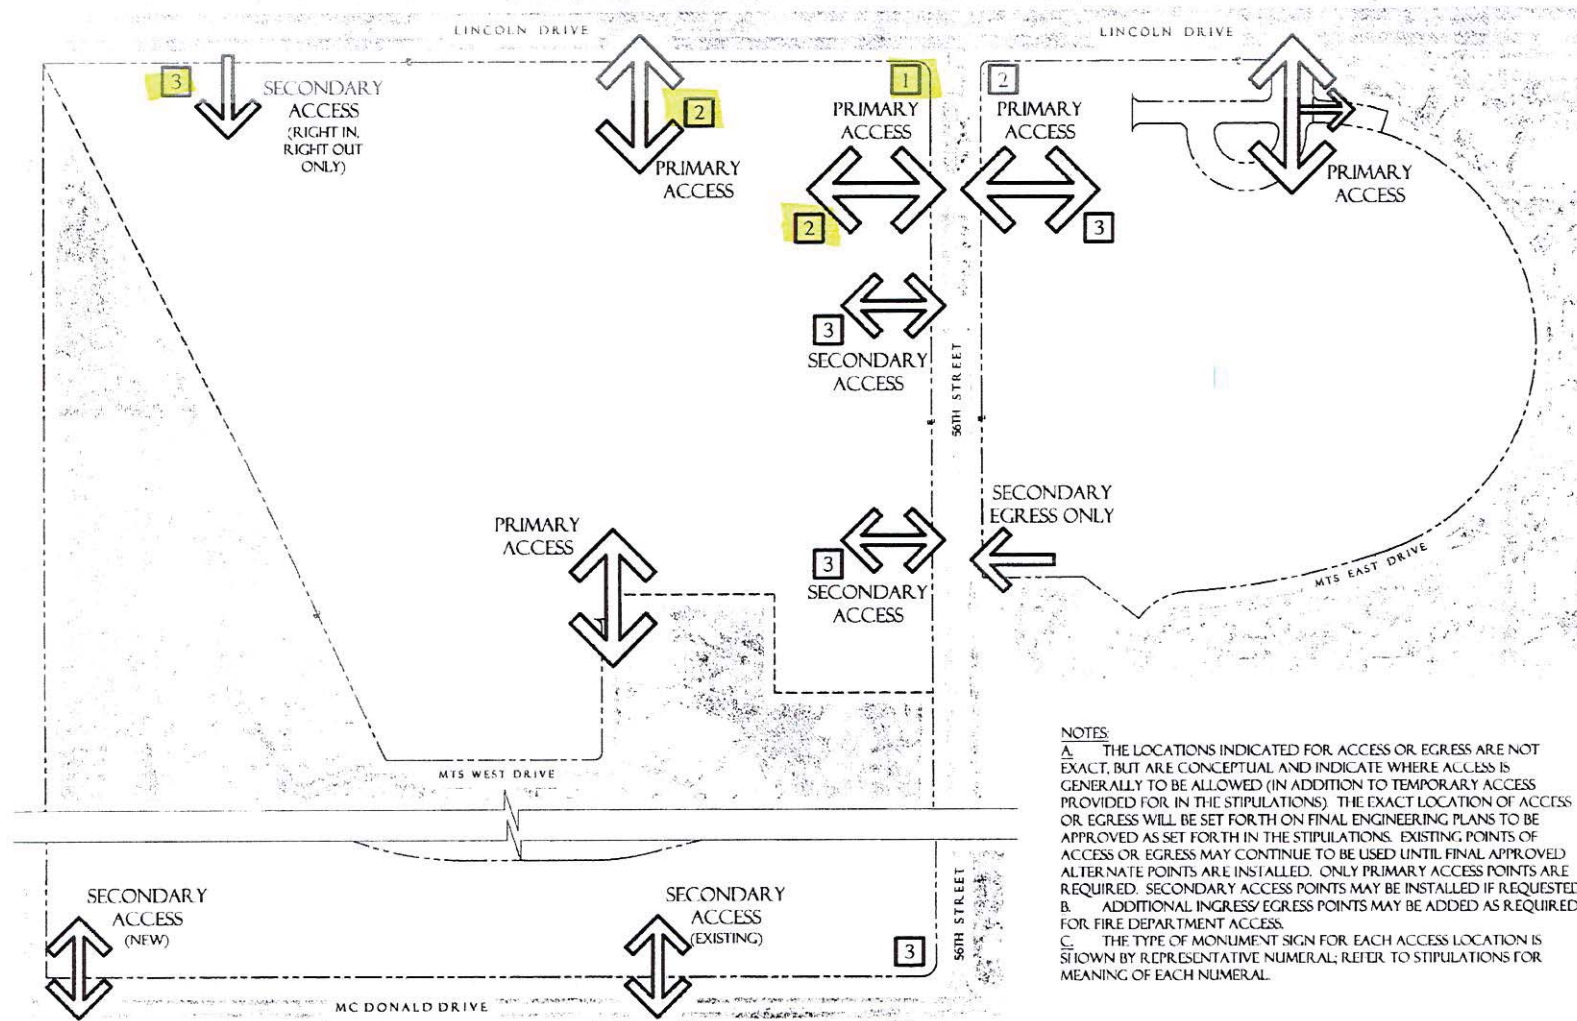 LINCOLN DRIVE
LINCOLN DRIVE
3
SECONDARY
ACCESS
(RIGHT IN,
RIGHT OUT
ONLY)
2
PRIMARY
ACCESS
1
PRIMARY
ACCESS
2
2
PRIMARY
ACCESS
3
PRIMARY
ACCESS
3
SECONDARY
ACCESS
56TH STREET
PRIMARY
ACCESS
3
SECONDARY
ACCESS
SECONDARY
EGRESS ONLY
MTS EAST DRIVE
MTS WEST DRIVE
SECONDARY
ACCESS
(NEW)
SECONDARY
ACCESS
(EXISTING)
3
56TH STREET
MC DONALD DRIVE
NOTES:
A. THE LOCATIONS INDICATED FOR ACCESS OR EGRESS ARE NOT
EXACT, BUT ARE CONCEPTUAL AND INDICATE WHERE ACCESS IS
GENERALLY TO BE ALLOWED (IN ADDITION TO TEMPORARY ACCESS
PROVIDED FOR IN THE STIPULATIONS). THE EXACT LOCATION OF ACCESS
OR EGRESS WILL BE SET FORTH ON FINAL ENGINEERING PLANS TO BE
APPROVED AS SET FORTH IN THE STIPULATIONS. EXISTING POINTS OF
ACCESS OR EGRESS MAY CONTINUE TO BE USED UNTIL FINAL APPROVED
ALTERNATE POINTS ARE INSTALLED. ONLY PRIMARY ACCESS POINTS ARE
REQUIRED. SECONDARY ACCESS POINTS MAY BE INSTALLED IF REQUESTED
B. ADDITIONAL INGRESS/EGRESS POINTS MAY BE ADDED AS REQUIRED
FOR FIRE DEPARTMENT ACCESS.
C. THE TYPE OF MONUMENT SIGN FOR EACH ACCESS LOCATION IS
SHOWN BY REPRESENTATIVE NUMERAL; REFER TO STIPULATIONS FOR
MEANING OF EACH NUMERAL.